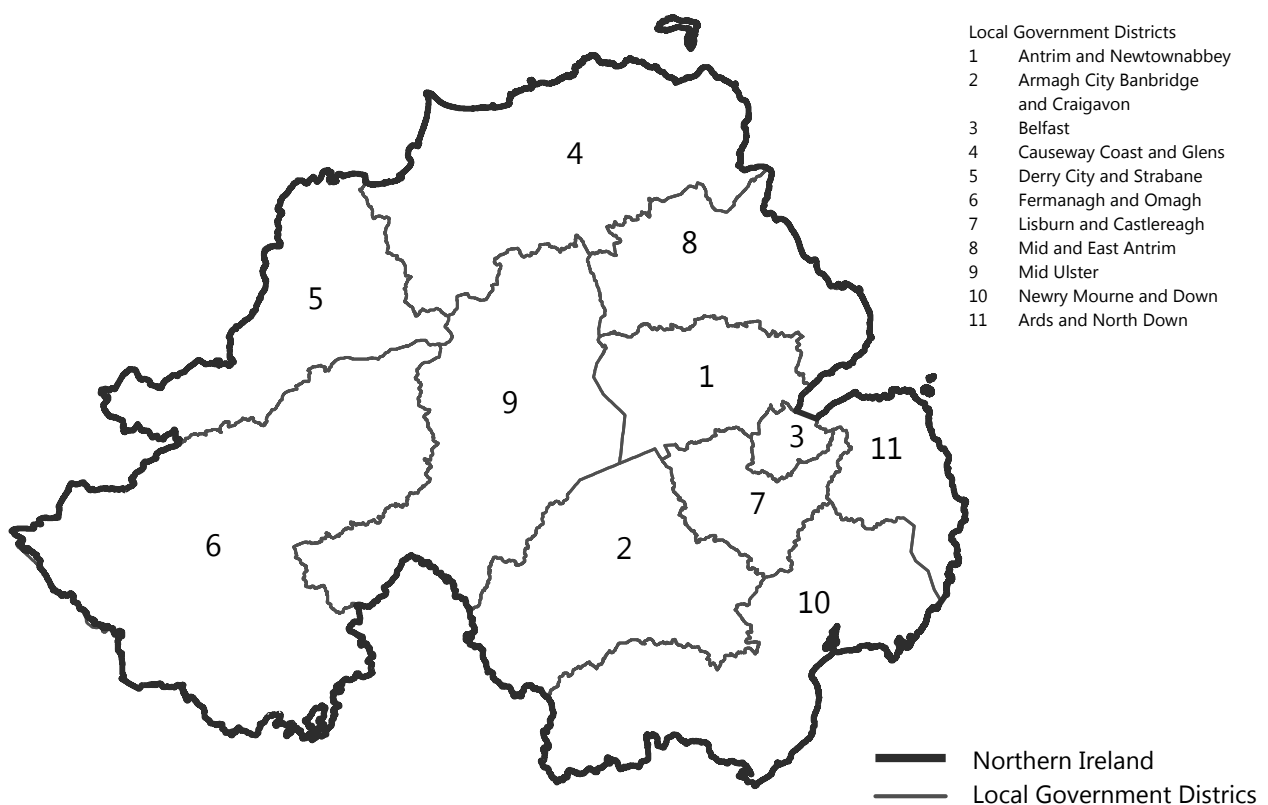 Local Government Districts
1 Antrim and Newtownabbey
2 Armagh City Banbridge
and Craigavon
3 Belfast
4 Causeway Coast and Glens
5 Derry City and Strabane
6 Fermanagh and Omagh
7 Lisburn and Castlereagh
8 Mid and East Antrim
9 Mid Ulster
10 Newry Mourne and Down
11 Ards and North Down
4
8
5
1
9
3
11
7
6
2
10
Northern Ireland
Local Government Districs